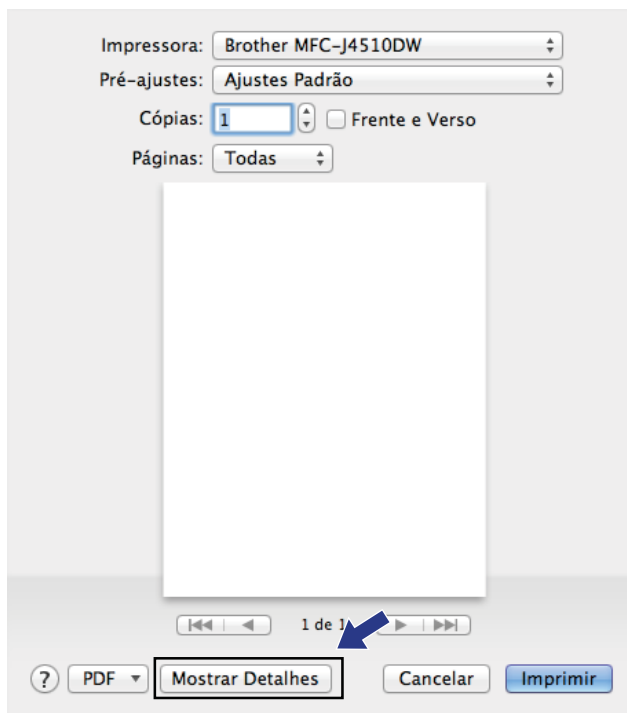 Impressora: Brother MFC-J4510DW
Pré-ajustes: Ajustes Padrão
Cópias: 1 Frente e Verso
Páginas: Todas
1 de 1
? PDF Mostrar Detalhes Cancelar Imprimir